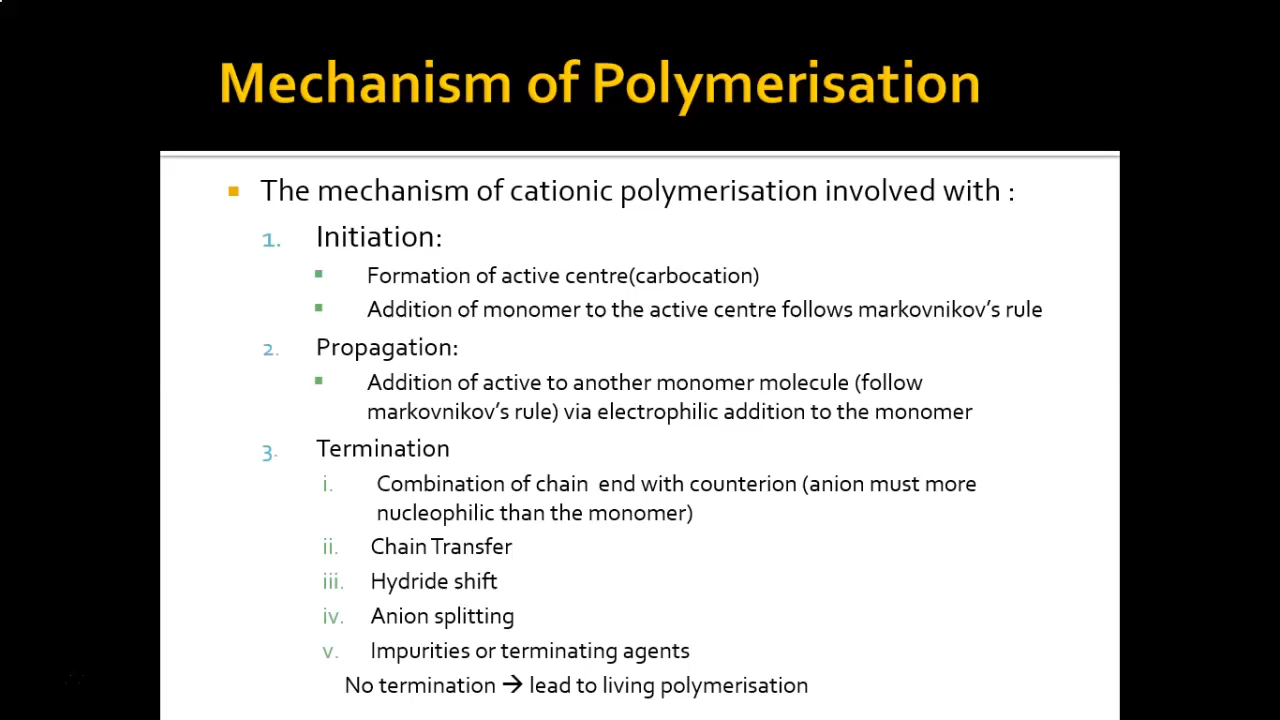 Mechanism of Polymerisation
The mechanism of cationic polymerisation involved with :
1. Initiation:
Formation of active centre(carbocation)
Addition of monomer to the active centre follows markovnikov's rule
2. Propagation:
Addition of active to another monomer molecule (follow
markovnikov's rule) via electrophilic addition to the monomer
3. Termination
i. Combination of chain end with counterion (anion must more
nucleophilic than the monomer)
ii. Chain Transfer
iii. Hydride shift
iv. Anion splitting
v. Impurities or terminating agents
No termination → lead to living polymerisation